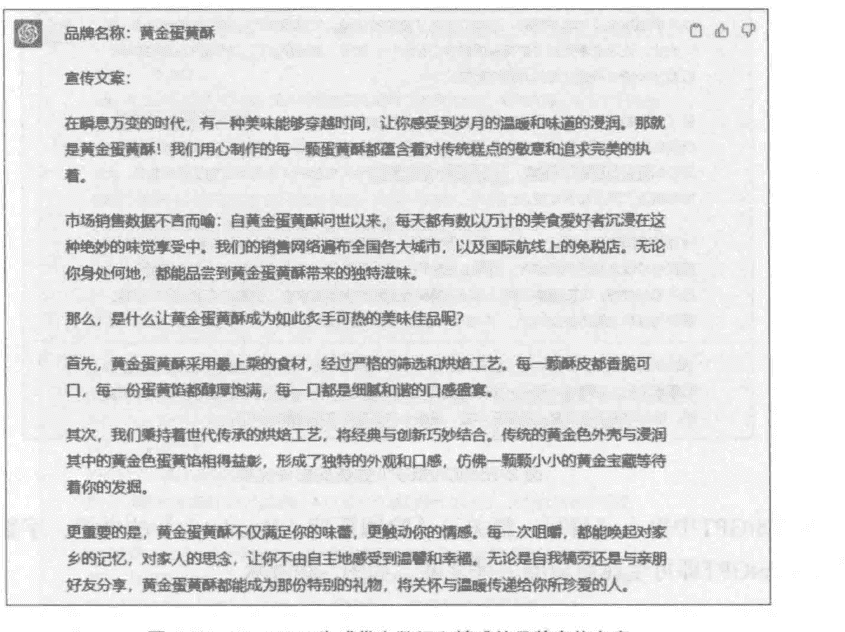 品牌名称：黄金蛋黄酥
宣传文案：
在瞬息万变的时代，有一种美味能够穿越时间，让你感受到岁月的温暖和味道的浸润。那就
是黄金蛋黄酥！我们用心制作的每一颗蛋黄酥都蕴含着对传统糕点的敬意和追求完美的执
着。
市场销售数据不言而喻：自黄金蛋黄酥问世以来，每天都有数以万计的美食爱好者沉浸在这
种绝妙的味觉享受中。我们的销售网络遍布全国各大城市，以及国际航线上的免税店，无论
你身处何地，都能品尝到黄金蛋黄酥带来的独特滋味。
那么，是什么让黄金蛋黄酥成为如此炙手可热的美味佳品呢？
首先，黄金蛋黄酥采用最上乘的食材，经过严格的筛选和烘焙工艺。每一颗酥皮都香脆可
口，每一份蛋黄馅都醇厚饱满，每一口都是细腻和谐的口感盛宴。
其次，我们秉持着世代传承的烘焙工艺，将经典与创新巧妙结合。传统的黄金色外壳与浸润
其中的黄金色蛋黄馅相得益彰，形成了独特的外观和口感，仿佛一颗颗小小的黄金宝藏等待
着你的发掘。
更重要的是，黄金蛋黄酥不仅满足你的味蕾，更触动你的情感。每一次咀嚼，都能唤起对家
乡的记忆，对家人的思念，让你不由自主地感受到温馨和幸福。无论是自我犒劳还是与亲朋
好友分享，黄金蛋黄酥都能成为那份特别的礼物，将关怀与温暖传递给你所珍爱的人。